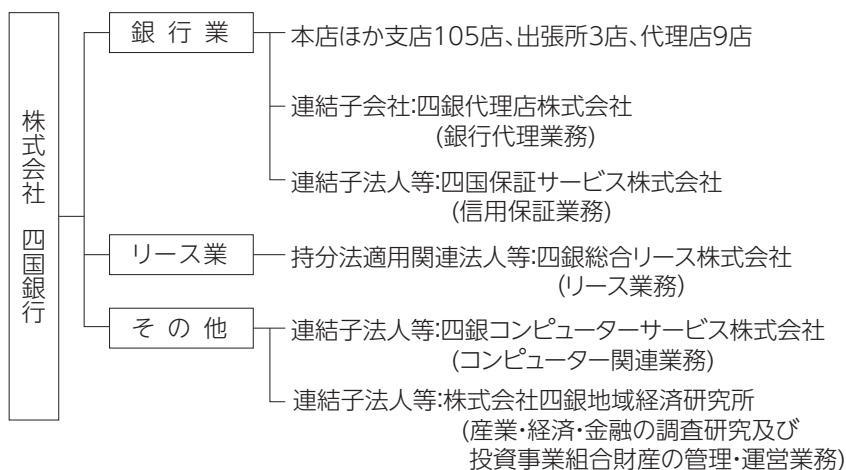 株式会社 四国銀行
銀行業
本店ほか支店105店、出張所3店、代理店9店
連結子会社:四銀代理店株式会社
(銀行代理業務)
連結子法人等:四国保証サービス株式会社
(信用保証業務)
リース業
持分法適用関連法人等:四銀総合リース株式会社
(リース業務)
その他
連結子法人等:四銀コンピューターサービス株式会社
(コンピューター関連業務)
連結子法人等:株式会社四銀地域経済研究所
(産業・経済・金融の調査研究及び
投資事業組合財産の管理・運営業務)